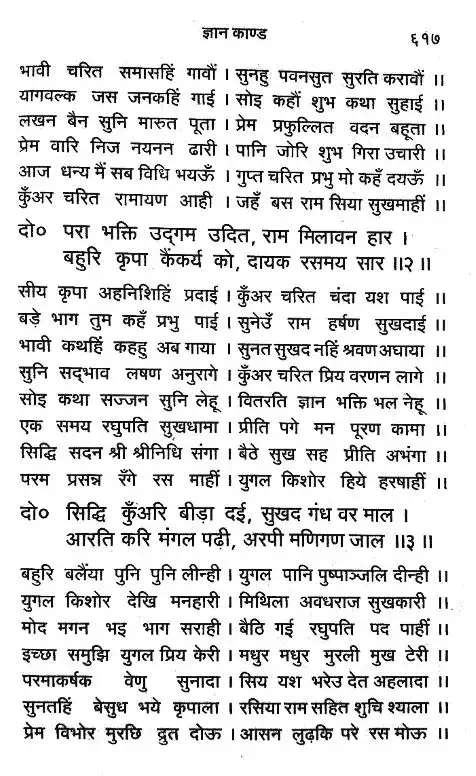 ज्ञान काण्ड
६१७
भावी चरित समासहिं गावौं । सुनहु पवनसुत सुरति करावौं ।।
यागवल्क जस जनकहिं गाई । सोइ कहौं शुभ कथा सुहाई ।।
लखन बैन सुनि मारुत पूता । प्रेम प्रफुल्लित वदन बहूता ।।
प्रेम वारि निज नयनन ढारी । पानि जोरि शुभ गिरा उचारी ।।
आज धन्य मैं सब विधि भयऊँ । गुप्त चरित प्रभु मो कहँ दयऊँ ।।
कुँअर चरित रामायण आही । जहँ बस राम सिया सुखमाहीं ।।
दो० परा भक्ति उद्गम उदित, राम मिलावन हार ।
बहुरि कृपा कैंकर्य को, दायक रसमय सार ।।२।।
सीय कृपा अहनिशिहिं प्रदाई । कुँअर चरित चंदा यश पाई ।।
बड़े भाग तुम कहँ प्रभु पाई । सुनेउँ राम हर्षण सुखदाई ।।
भावी कथहिं कहहु अब गाया । सुनत सुखद नहिं श्रवण अघाया ।।
सुनि सद्भाव लषण अनुरागे । कुँअर चरित प्रिय वरणन लागे ।।
सोइ कथा सज्जन सुनि लेहू । वितरति ज्ञान भक्ति भल नेहू ।।
एक समय रघुपति सुखधामा । प्रीति पगे मन पूरण कामा ।।
सिद्धि सदन श्री श्रीनिधि संगा । बैठे सुख सह प्रीति अभंगा ।।
परम प्रसन्न रँगे रस माहीं । युगल किशोर हिये हरषाहीं ।।
दो० सिद्धि कुँअरि बीड़ा दई, सुखद गंध वर माल ।
आरति करि मंगल पढ़ी, अरपी मणिगण जाल ।।३।।
बहुरि बलैंया पुनि पुनि लीन्ही । युगल पानि पुष्पाञ्जलि दीन्ही ।।
युगल किशोर देखि मनहारी । मिथिला अवधराज सुखकारी ।।
मोद मगन भइ भाग सराही । बैठि गई रघुपति पद पाहीं ।।
इच्छा समुझि युगल प्रिय केरी । मधुर मधुर मुरली मुख टेरी ।।
परमाकर्षक वेणु सुनादा । सिय यश भरेउ देत अहलादा ।।
सुनतहिं बेसुध भये कृपाला । रसिया राम सहित शुचि श्याला ।।
प्रेम विभोर मुरछि द्रुत दोऊ । आसन लुढ़कि परे रस मोऊ ।।